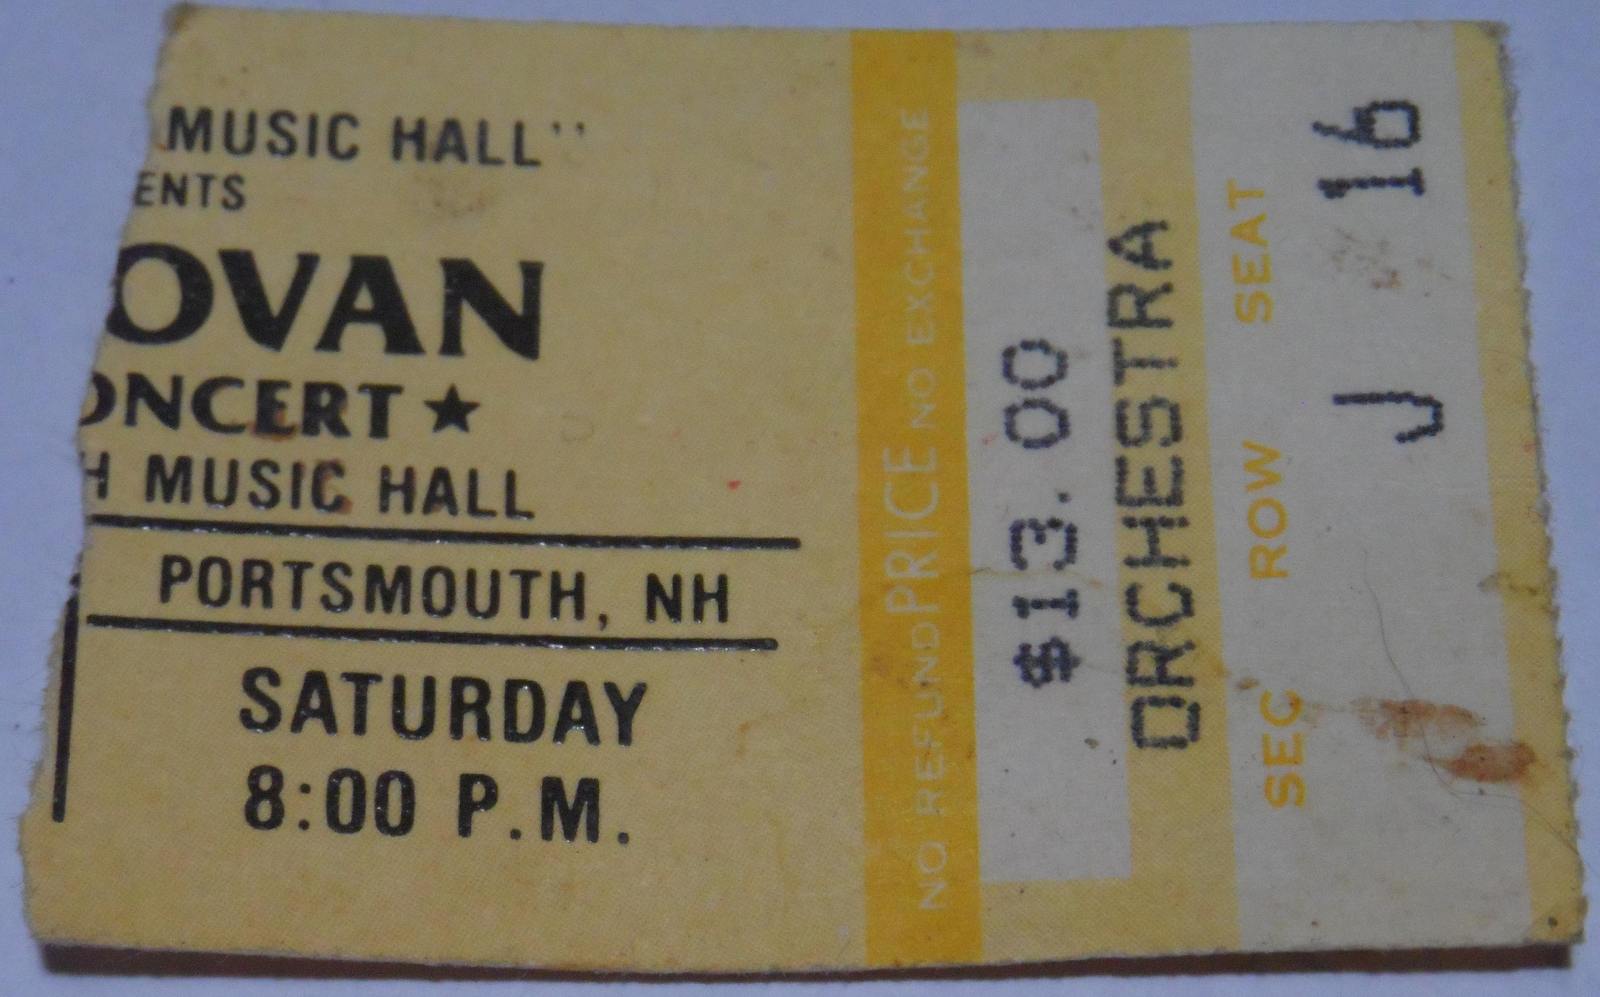 MUSIC HALL"
ENTS
OVAN
ONCERT ★
H MUSIC HALL
PORTSMOUTH, NH
SATURDAY
8:00 P.M.
NO REFUND PRICE NO EXCHANGE
$13.00
ORCHESTRA
SEC ROW SEAT
J 16